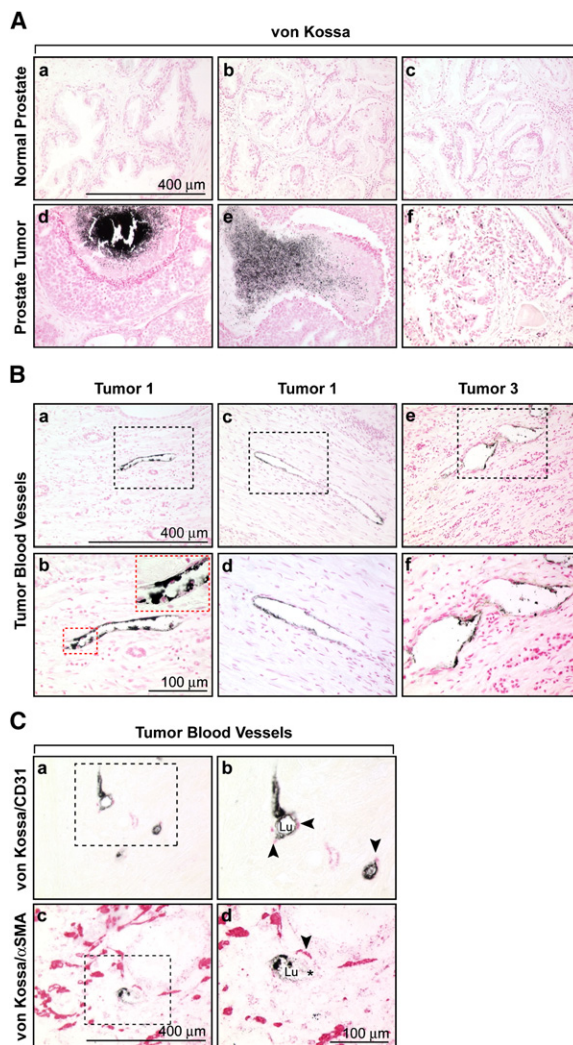 A
von Kossa
Normal Prostate
a
b
c
400 µm
Prostate Tumor
d
e
f
B
Tumor 1
Tumor 1
Tumor 3
Tumor Blood Vessels
a
c
e
400 µm
b
d
f
100 µm
C
Tumor Blood Vessels
von Kossa/CD31
a
b
Lu
von Kossa/αSMA
c
d
Lu
*
400 µm
100 µm